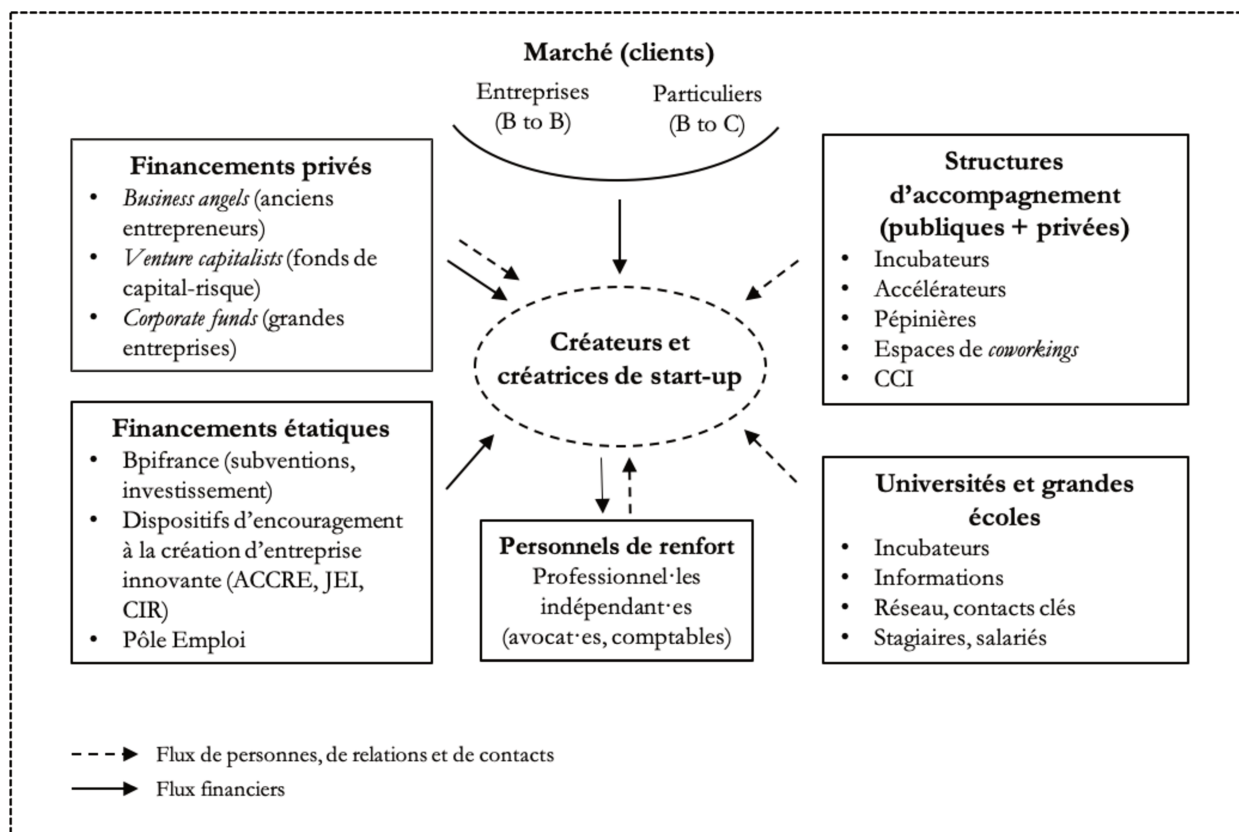 Marché (clients)
Entreprises
(B to B)
Particuliers
(B to C)
Financements privés
• Business angels (anciens
entrepreneurs)
• Venture capitalists (fonds de
capital-risque)
• Corporate funds (grandes
entreprises)
Structures
d’accompagnement
(publiques + privées)
• Incubateurs
• Accélérateurs
• Pépinières
• Espaces de coworkings
• CCI
Créateurs et
créatrices de start-up
Financements étatiques
• Bpifrance (subventions,
investissement)
• Dispositifs d’encouragement
à la création d’entreprise
innovante (ACCRE, JEI,
CIR)
• Pôle Emploi
Personnels de renfort
Professionnel·les
indépendant·es
(avocat·es, comptables)
Universités et grandes
écoles
• Incubateurs
• Informations
• Réseau, contacts clés
• Stagiaires, salariés
Flux de personnes, de relations et de contacts
Flux financiers